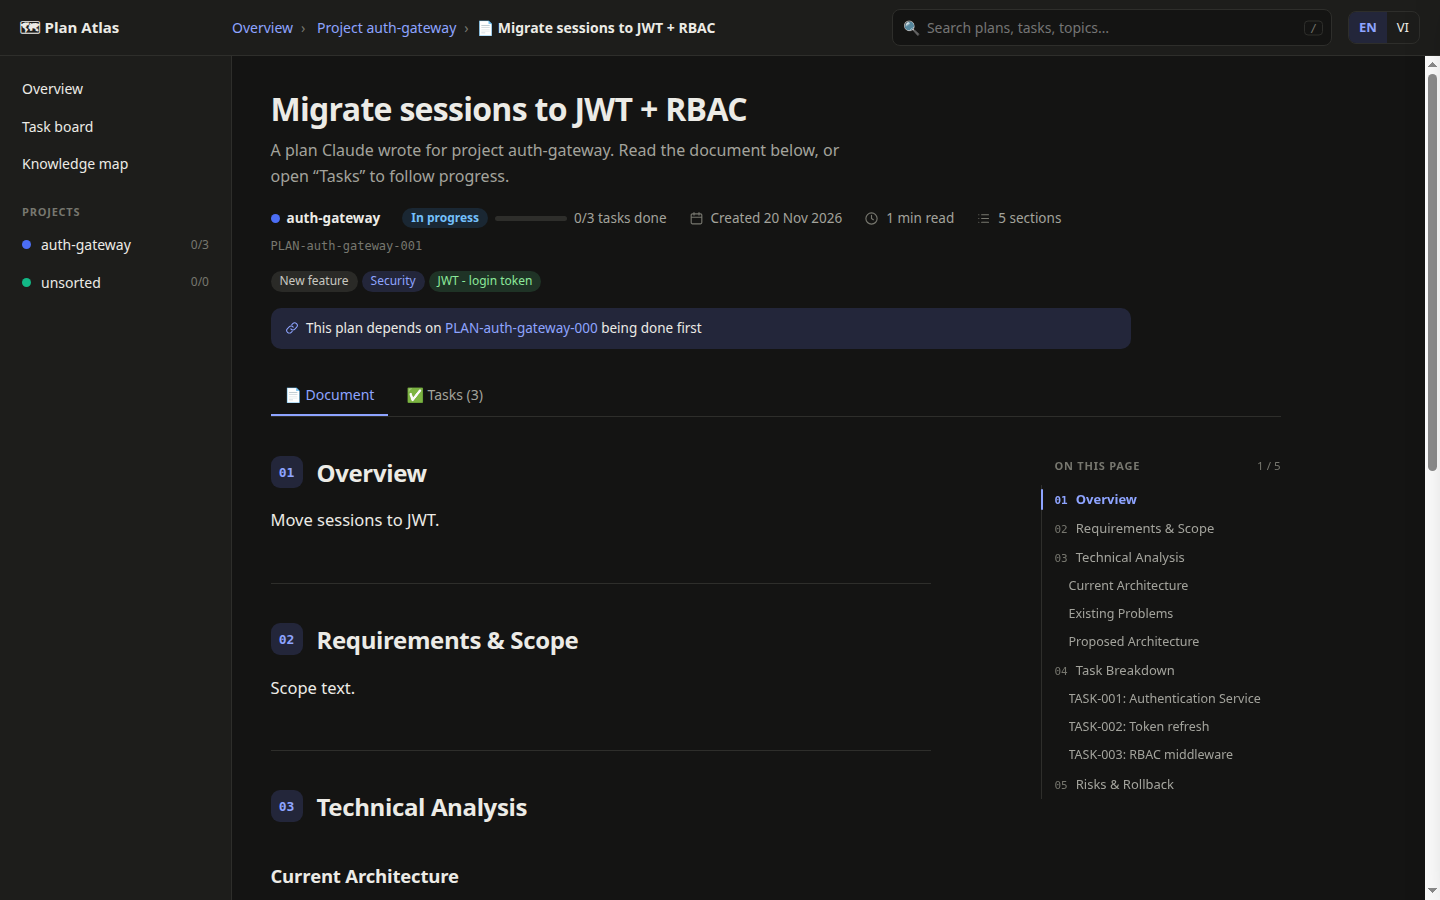 Plan Atlas
Overview › Project auth-gateway › Migrate sessions to JWT + RBAC
Search plans, tasks, topics... /
EN VI
Overview
Task board
Knowledge map
PROJECTS
auth-gateway 0/3
unsorted 0/0
Migrate sessions to JWT + RBAC
A plan Claude wrote for project auth-gateway. Read the document below, or
open “Tasks” to follow progress.
auth-gateway In progress 0/3 tasks done Created 20 Nov 2026 1 min read 5 sections
PLAN-auth-gateway-001
New feature Security JWT - login token
This plan depends on PLAN-auth-gateway-000 being done first
Document Tasks (3)
01 Overview
Move sessions to JWT.
02 Requirements & Scope
Scope text.
03 Technical Analysis
Current Architecture
ON THIS PAGE 1 / 5
01 Overview
02 Requirements & Scope
03 Technical Analysis
Current Architecture
Existing Problems
Proposed Architecture
04 Task Breakdown
TASK-001: Authentication Service
TASK-002: Token refresh
TASK-003: RBAC middleware
05 Risks & Rollback